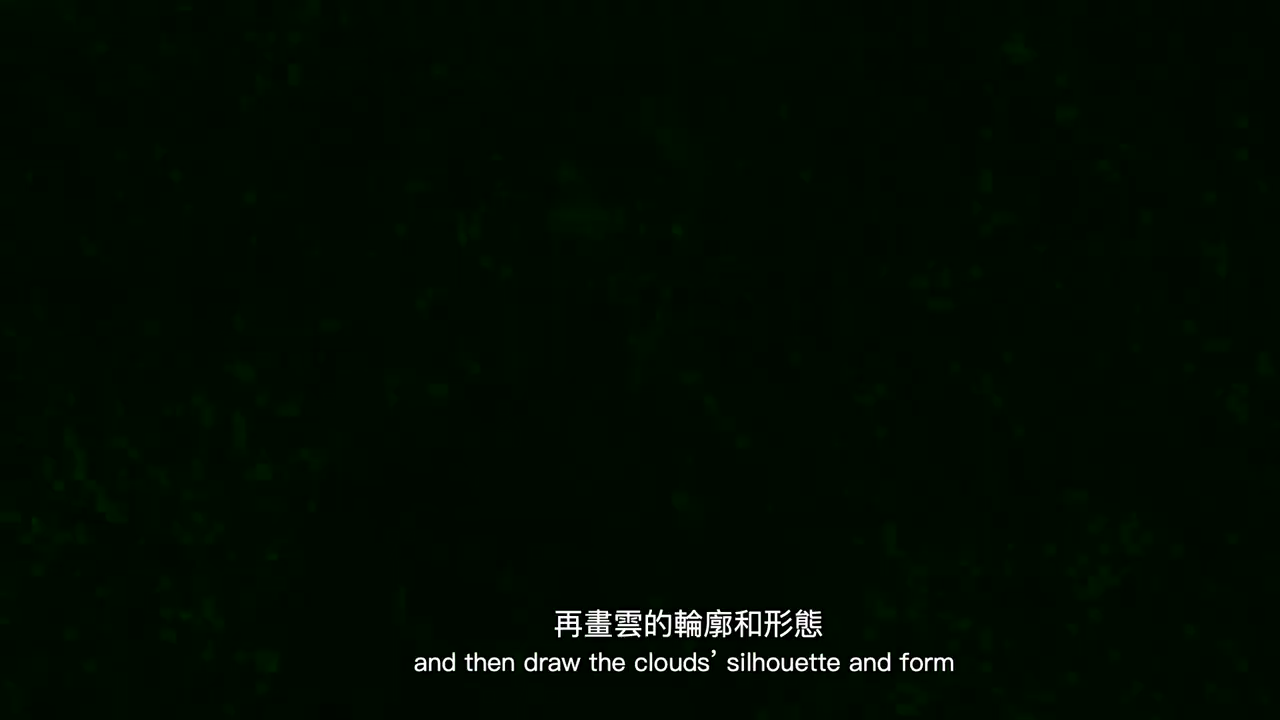 再畫雲的輪廓和形態
and then draw the clouds’ silhouette and form